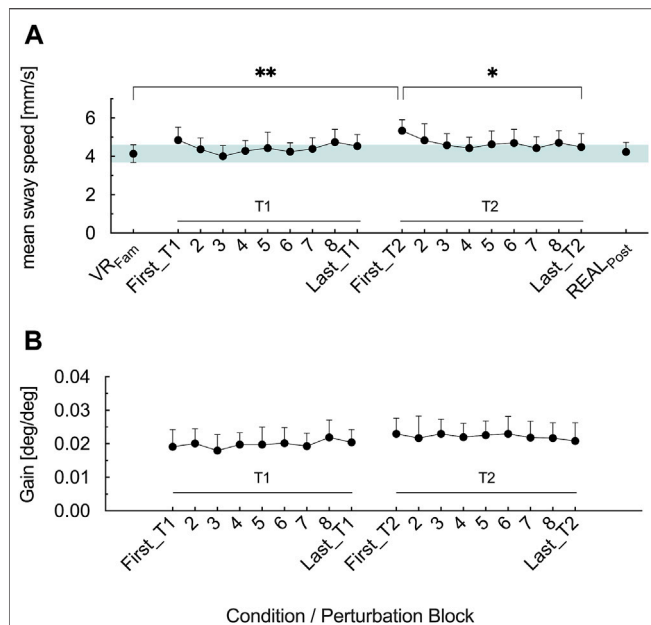 A
** *
mean sway speed [mm/s]
6
4
2
0
T1 T2
VRFam First_T1 2 3 4 5 6 7 8 Last_T1 First_T2 2 3 4 5 6 7 8 Last_T2 REALPost
B
Gain [deg/deg]
0.04
0.03
0.02
0.01
0.00
T1 T2
First_T1 2 3 4 5 6 7 8 Last_T1 First_T2 2 3 4 5 6 7 8 Last_T2
Condition / Perturbation Block